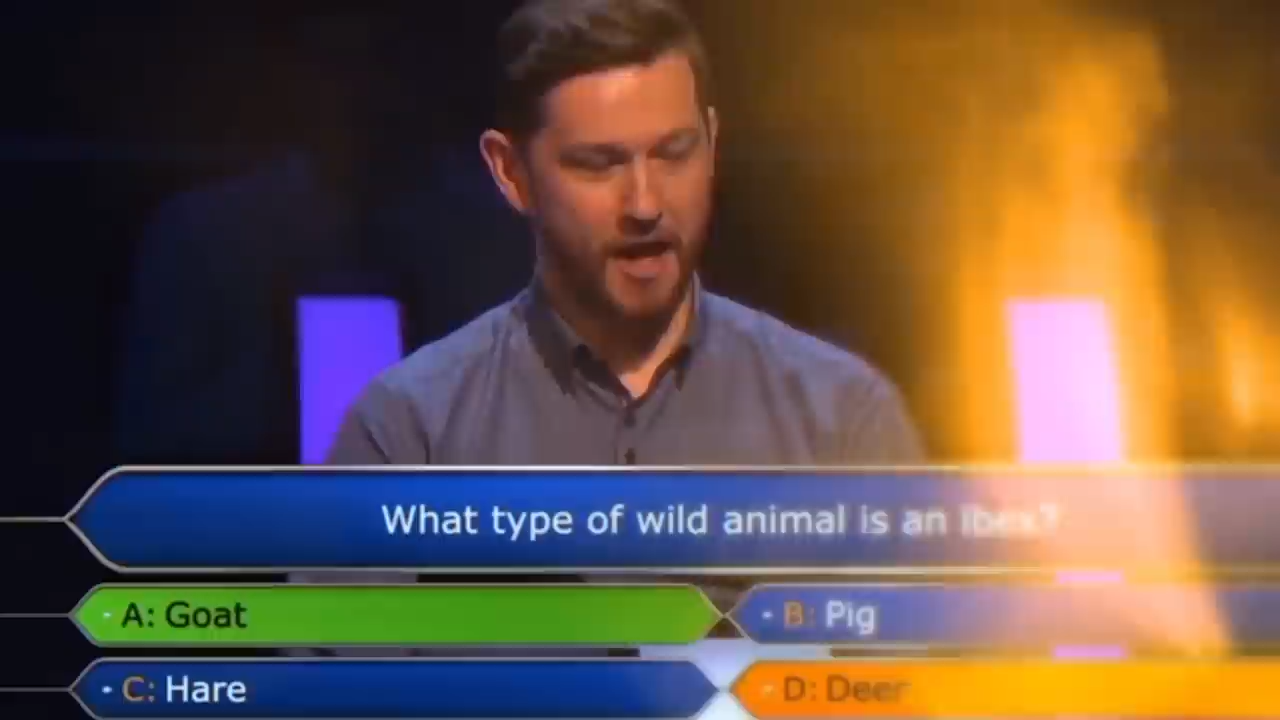 What type of wild animal is an Ibex?
A: Goat
B: Pig
C: Hare
D: Deer